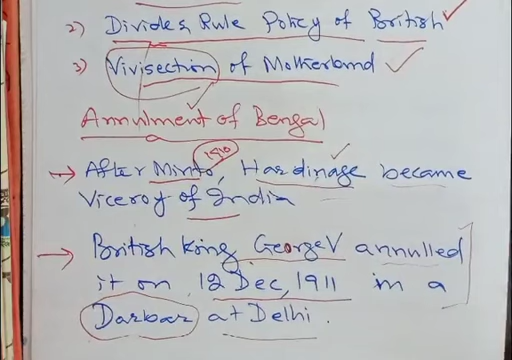 2) Divide & Rule Policy of British
3) Vivisection of Motherland
Annulment of Bengal
After Minto, 1910 Hardinage became
Viceroy of India
British king George V annulled
it on 12 Dec, 1911 in a
Darbar at Delhi.